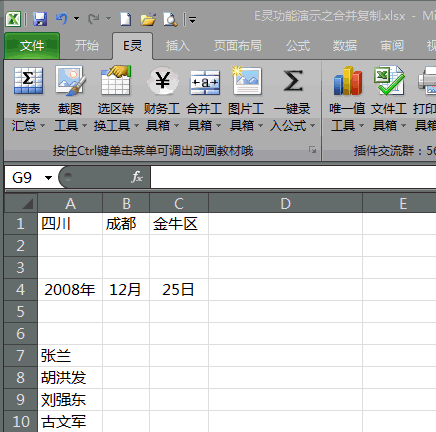 E灵功能演示之合并复制.xlsx - Mi
文件 开始 E灵 插入 页面布局 公式 数据 审阅 视
跨表 截图 选区转 财务工 合并工 图片工 一键录 唯一值 文件工 打印
汇总 工具 换工具 具箱 具箱 具箱 入公式 工具 具箱 具
按住Ctrl键单击菜单可调出动画教材哦 插件交流群：56
G9 fx
A B C D E
1 四川 成都 金牛区
2
3
4 2008年 12月 25日
5
6
7 张兰
8 胡洪发
9 刘强东
10 古文军